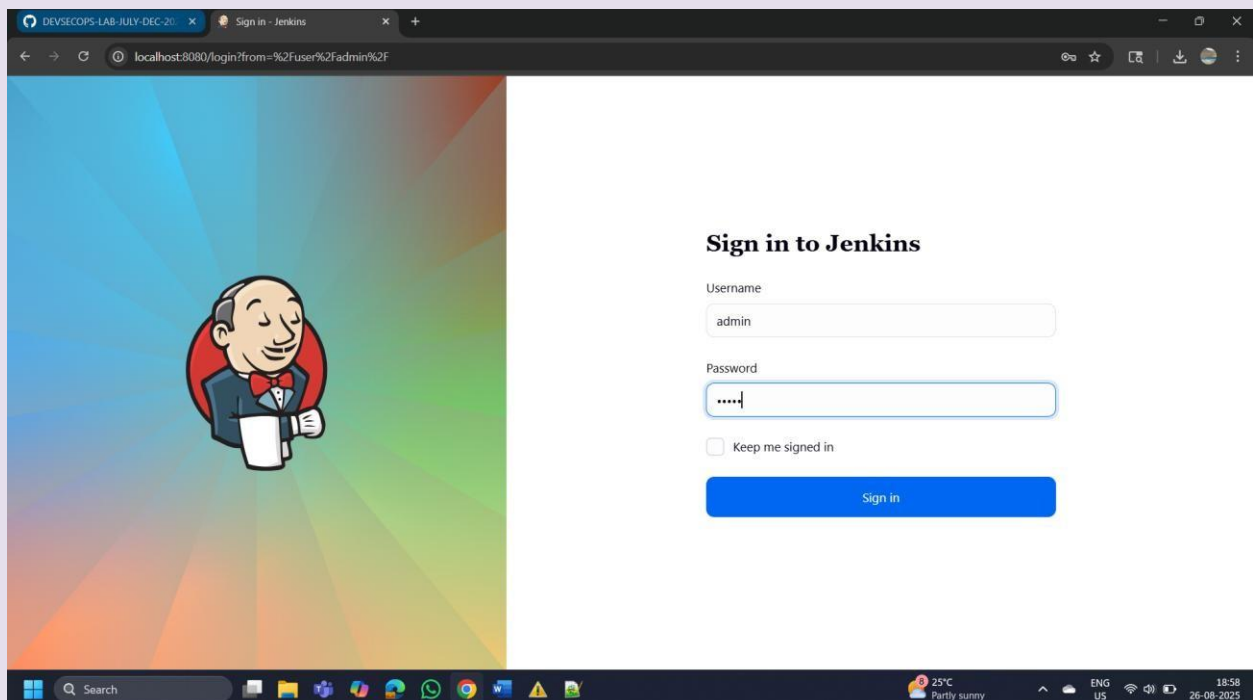 DEVSECOPS-LAB-JULY-DEC-20
Sign in - Jenkins
localhost:8080/login?from=%2Fuser%2Fadmin%2F
Sign in to Jenkins
Username
admin
Password
•••••
Keep me signed in
Sign in
Search
8
25°C
Partly sunny
ENG
US
18:58
26-08-2025